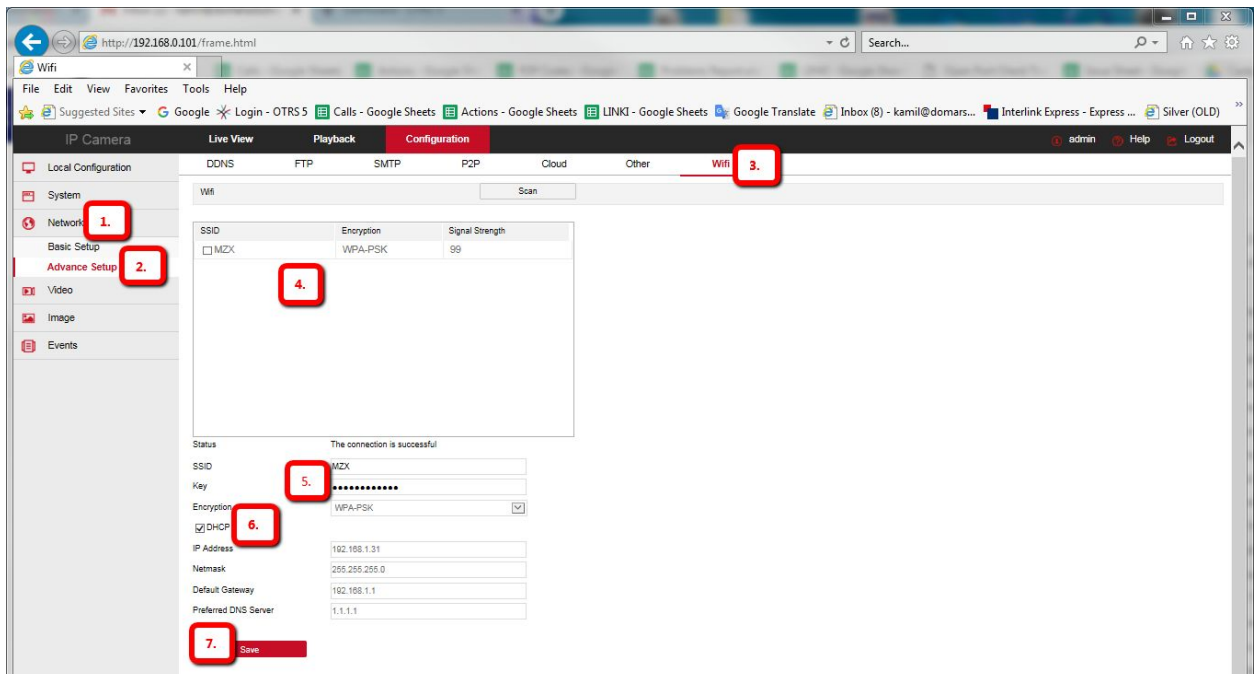 http://192.168.0.101/frame.html Search...
Wifi
File Edit View Favorites Tools Help
Suggested Sites Google Login - OTRS 5 Calls - Google Sheets Actions - Google Sheets LINKI - Google Sheets Google Translate Inbox (8) - kamil@domars... Interlink Express - Express ... Silver (OLD) »
IP Camera Live View Playback Configuration admin Help Logout
Local Configuration DDNS FTP SMTP P2P Cloud Other Wifi 3.
System Wifi Scan
Network 1.
SSID Encryption Signal Strength
Basic Setup
MZX WPA-PSK 99
Advance Setup 2.
4.
Video
Image
Events
Status The connection is successful
SSID MZX
Key 5. ••••••••••••
Encryption WPA-PSK
DHCP 6.
IP Address 192.168.1.31
Netmask 255.255.255.0
Default Gateway 192.168.1.1
Preferred DNS Server 1.1.1.1
7. Save